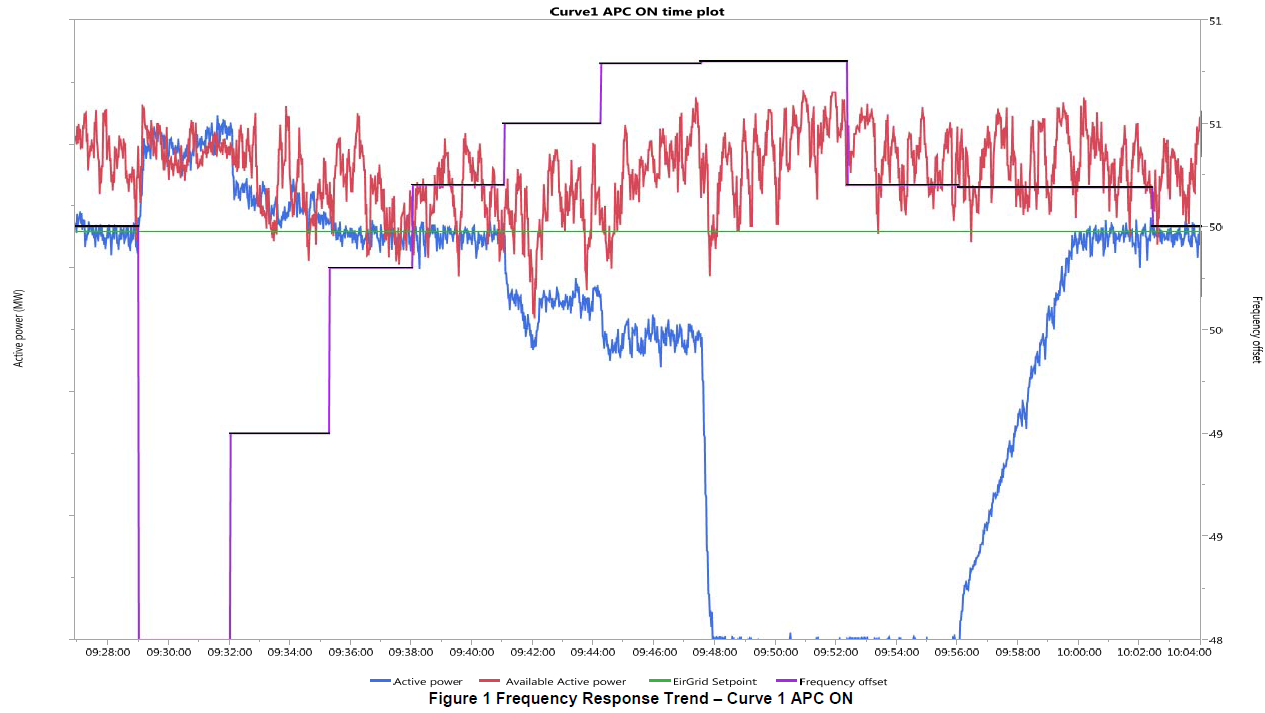 Curve1 APC ON time plot
51
51
50
50
49
49
48
Active power (MW)
Frequency offset
09:28:00 09:30:00 09:32:00 09:34:00 09:36:00 09:38:00 09:40:00 09:42:00 09:44:00 09:46:00 09:48:00 09:50:00 09:52:00 09:54:00 09:56:00 09:58:00 10:00:00 10:02:00 10:04:00
Active power Available Active power EirGrid Setpoint Frequency offset
Figure 1 Frequency Response Trend – Curve 1 APC ON